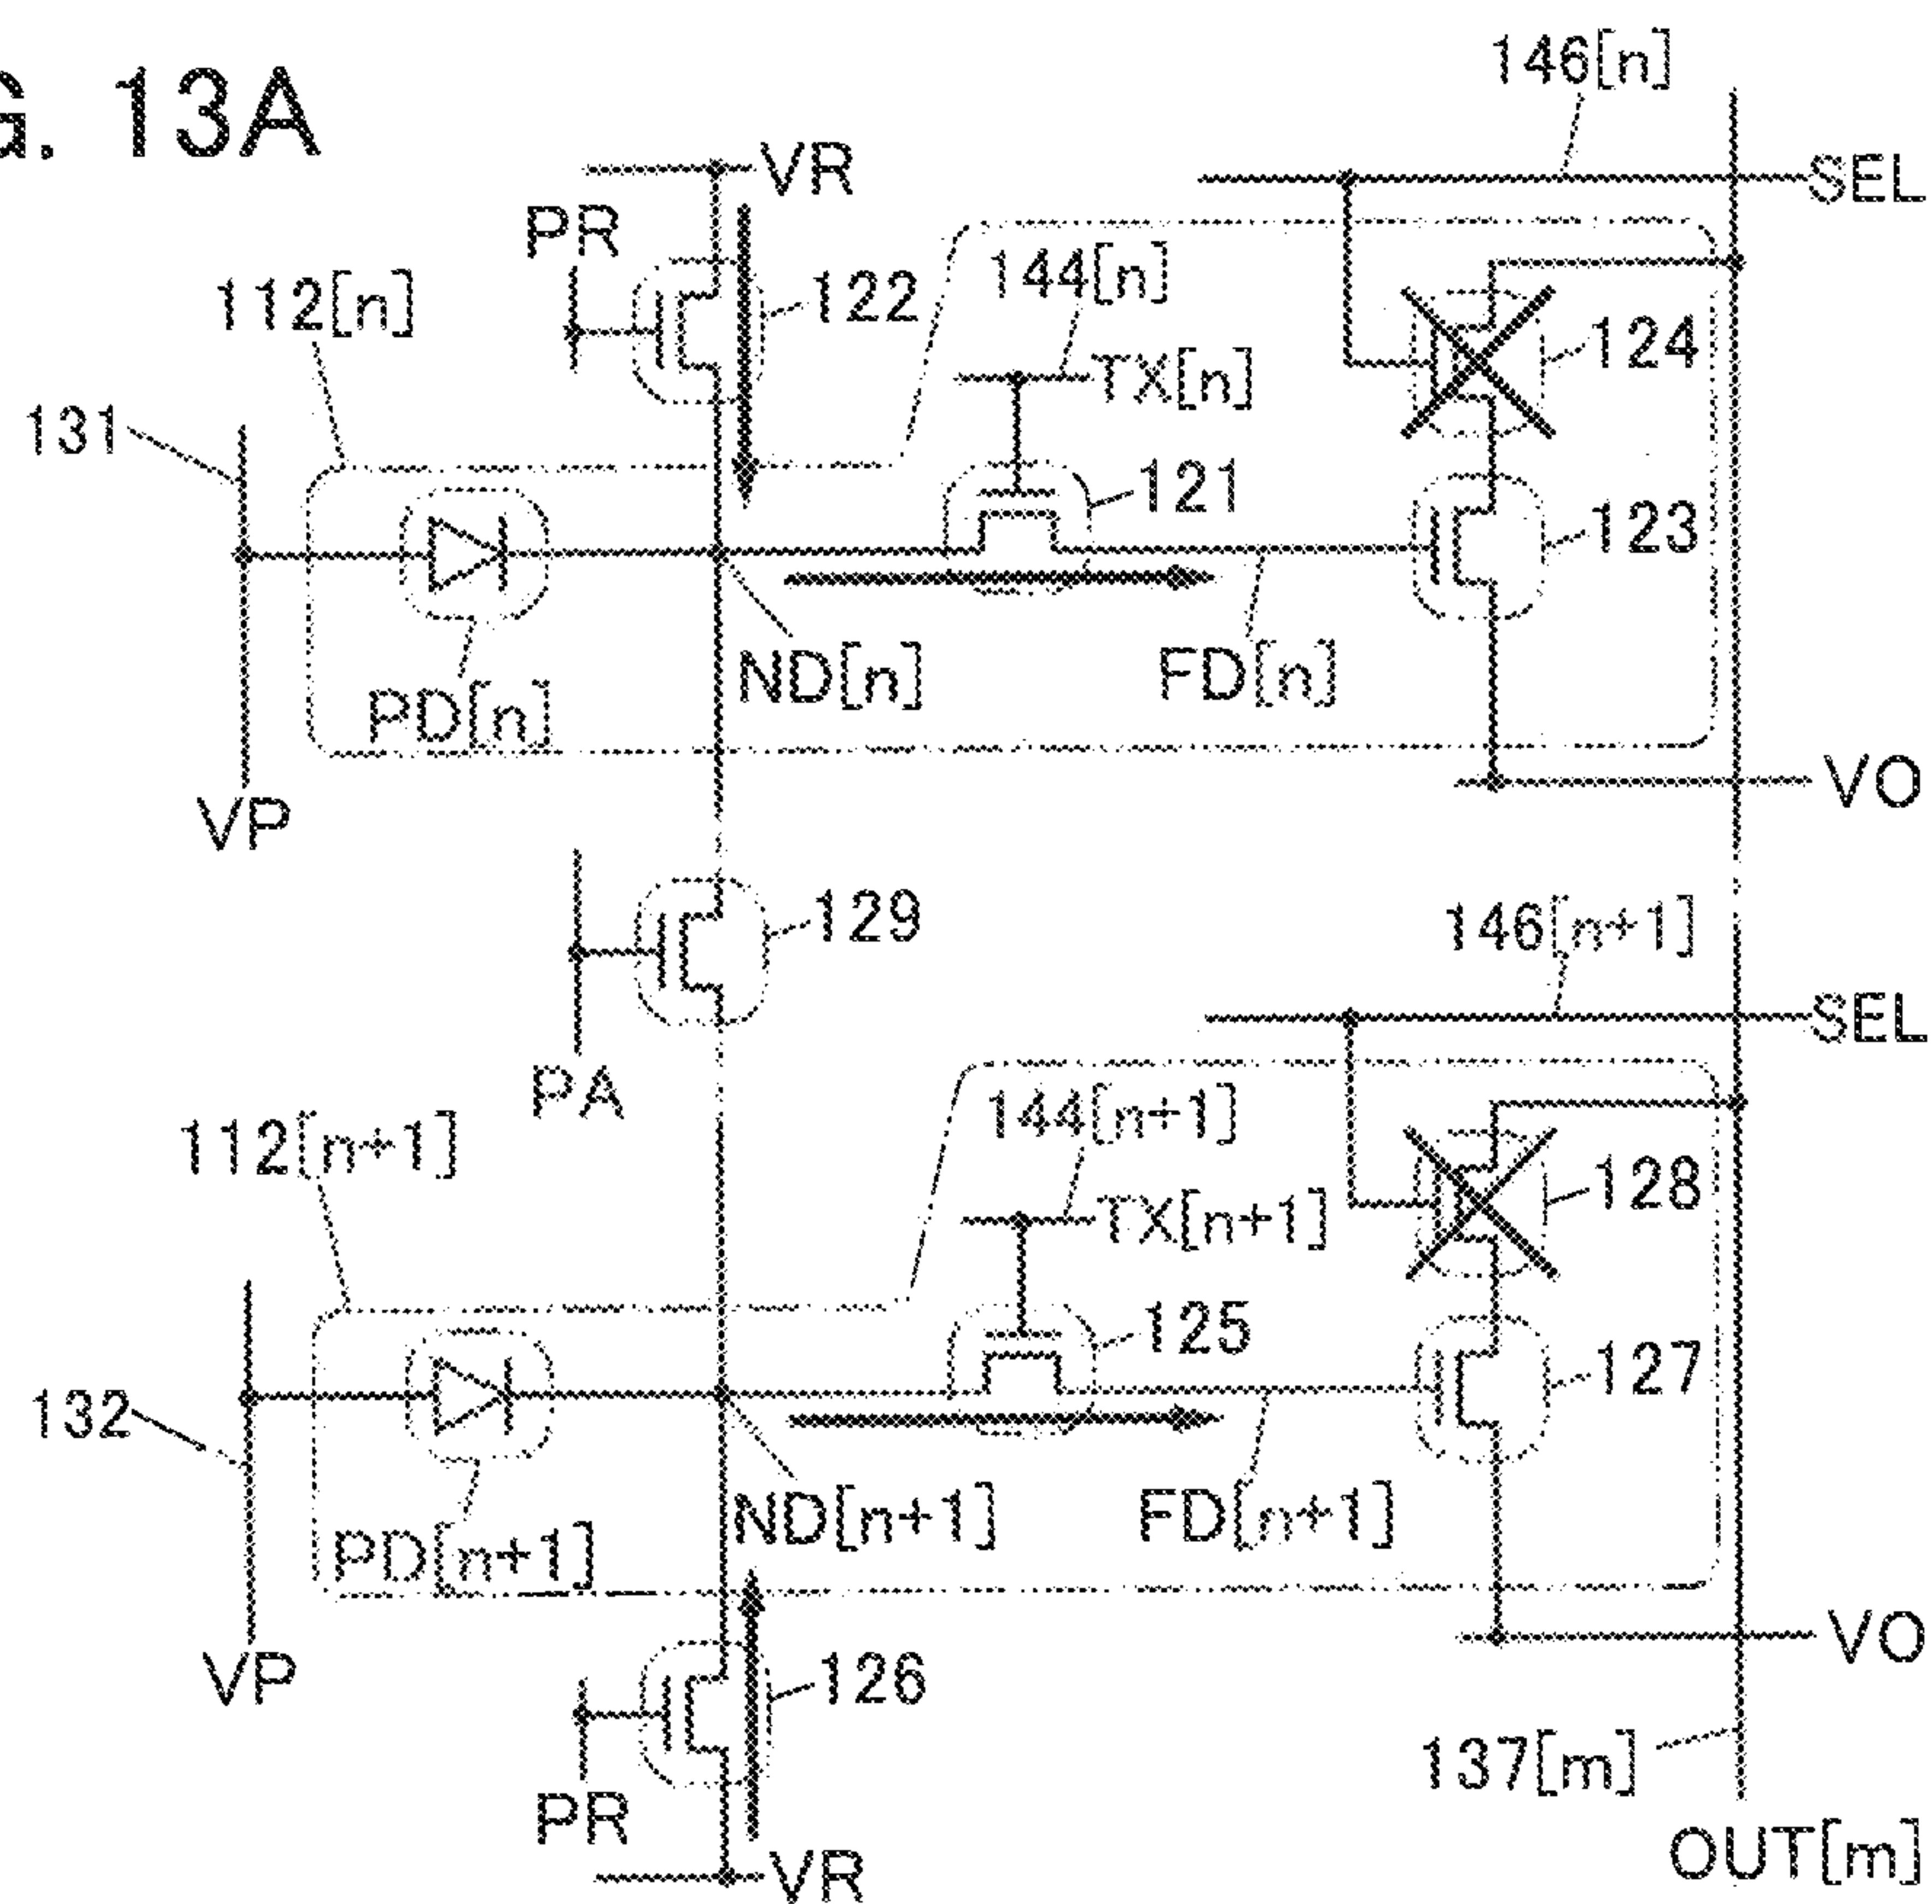 G. 13A
146[n]
VR
SEL
PR
112[n]
122
144[n]
124
TX[n]
131
121
123
ND[n]
FD[n]
PD[n]
VO
VP
129
146[n+1]
SEL
PA
112[n+1]
144[n+1]
128
TX[n+1]
125
127
132
ND[n+1]
FD[n+1]
PD[n+1]
VO
VP
126
137[m]
PR
VR
OUT[m]